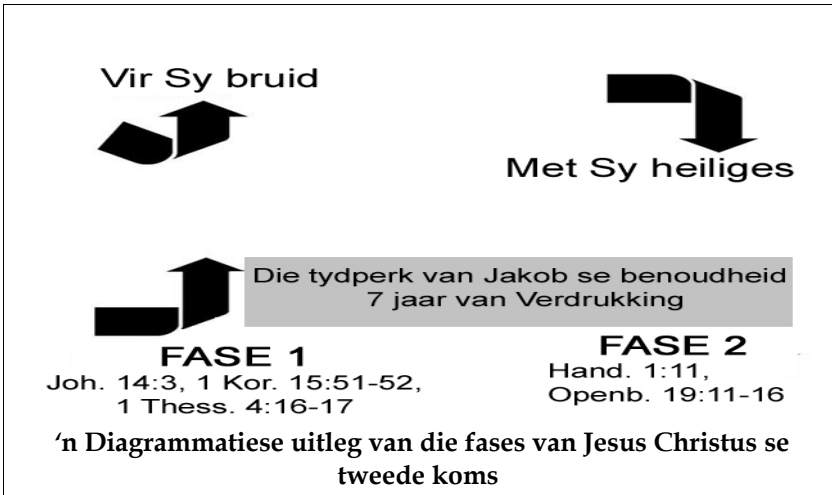 Vir Sy bruid
Met Sy heiliges
Die tydperk van Jakob se benoudheid
7 jaar van Verdrukking
FASE 1
Joh. 14:3, 1 Kor. 15:51-52,
1 Thess. 4:16-17
FASE 2
Hand. 1:11,
Openb. 19:11-16
‘n Diagrammatiese uitleg van die fases van Jesus Christus se
tweede koms